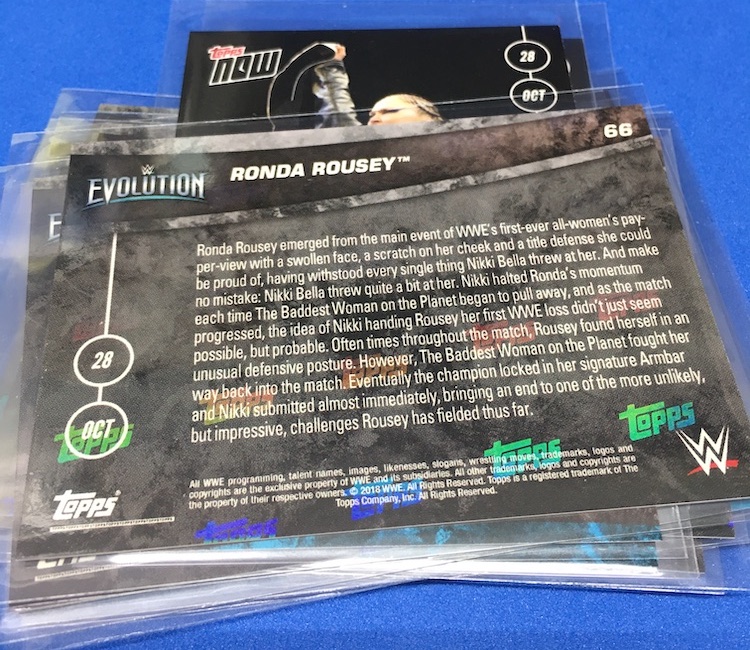 Topps
NOW
28
OCT
66
W
EVOLUTION
RONDA ROUSEY™
Ronda Rousey emerged from the main event of WWE's first-ever all-women's pay-
per-view with a swollen face, a scratch on her cheek and a title defense she could
be proud of, having withstood every single thing Nikki Bella threw at her. And make
no mistake: Nikki Bella threw quite a bit at her. Nikki halted Ronda's momentum
each time The Baddest Woman on the Planet began to pull away, and as the match
progressed, the idea of Nikki handing Rousey her first WWE loss didn't just seem
possible, but probable. Often times throughout the match, Rousey found herself in an
unusual defensive posture. However, The Baddest Woman on the Planet fought her
way back into the match. Eventually the champion locked in her signature Armbar
and Nikki submitted almost immediately, bringing an end to one of the more unlikely,
but impressive, challenges Rousey has fielded thus far.
28
OCT
topps
topps
topps
All WWE programming, talent names, images, likenesses, slogans, wrestling moves, trademarks, logos and
copyrights are the exclusive property of WWE and its subsidiaries. All other trademarks, logos and copyrights are
the property of their respective owners. © 2018 WWE. All Rights Reserved. Topps is a registered trademark of The
Topps Company, Inc. All Rights Reserved.
W
Topps®